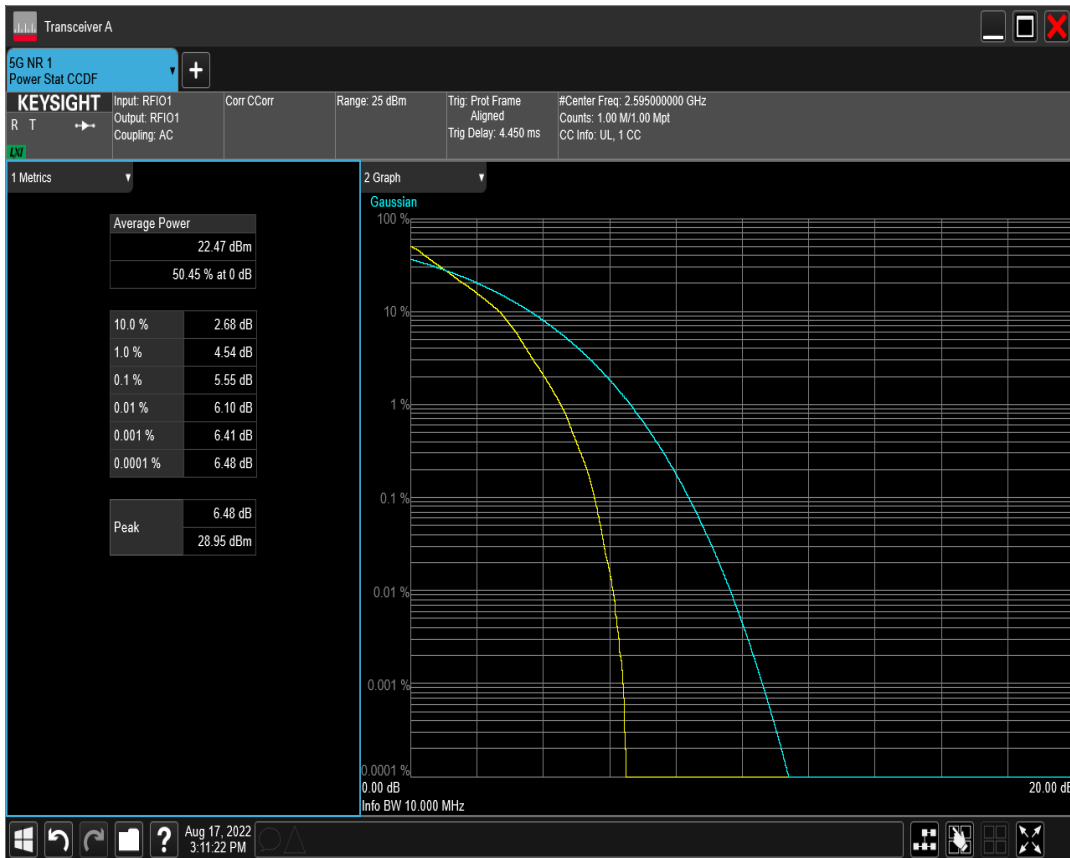 Transceiver A
5G NR 1
Power Stat CCDF
KEYSIGHT
R T
LXI
Input: RFIO1
Output: RFIO1
Coupling: AC
Corr CCorr
Range: 25 dBm
Trig: Prot Frame
Aligned
Trig Delay: 4.450 ms
#Center Freq: 2.595000000 GHz
Counts: 1.00 M/1.00 Mpt
CC Info: UL, 1 CC
1 Metrics
Average Power
22.47 dBm
50.45 % at 0 dB
10.0 % 2.68 dB
1.0 % 4.54 dB
0.1 % 5.55 dB
0.01 % 6.10 dB
0.001 % 6.41 dB
0.0001 % 6.48 dB
Peak
6.48 dB
28.95 dBm
2 Graph
Gaussian
100 %
10 %
1 %
0.1 %
0.01 %
0.001 %
0.0001 %
0.00 dB 20.00 dB
Info BW 10.000 MHz
?
Aug 17, 2022
3:11:22 PM